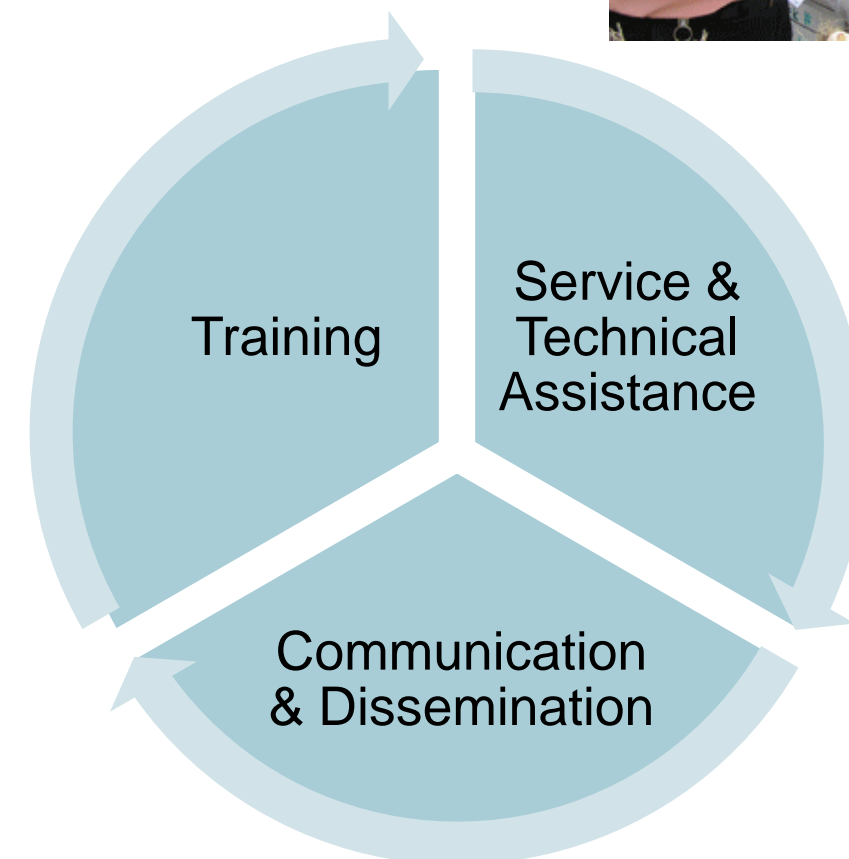 Training
Service &
Technical
Assistance
Communication
& Dissemination